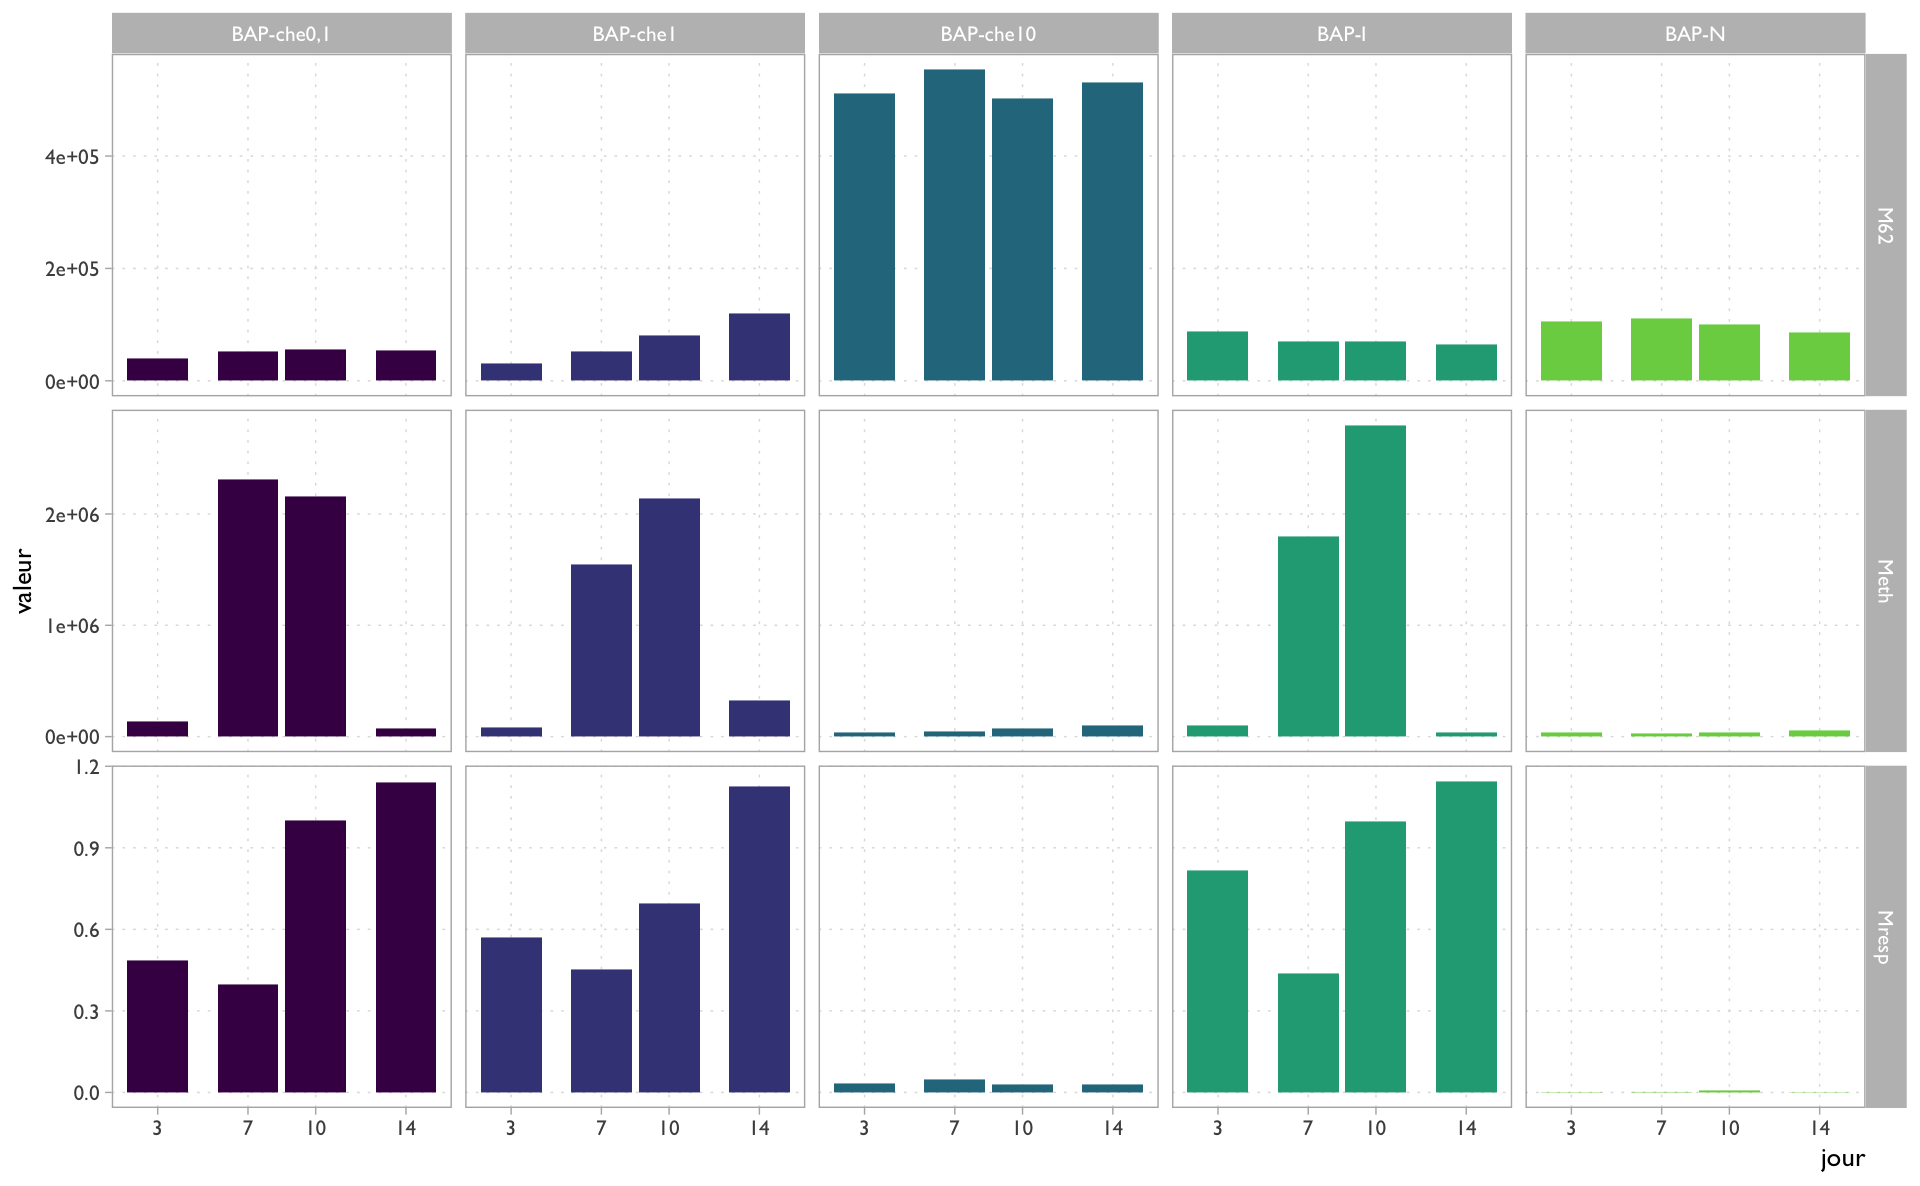 BAP-che0,1 BAP-che1 BAP-che10 BAP-I BAP-N
4e+05
2e+05
0e+00
M62
2e+06
1e+06
0e+00
Meth
valeur
1.2
0.9
0.6
0.3
0.0
Mresp
3 7 10 14 3 7 10 14 3 7 10 14 3 7 10 14 3 7 10 14
jour